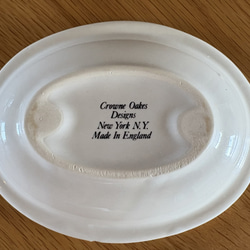 Crowne Oakes
Designs
New York N.Y.
Made In England